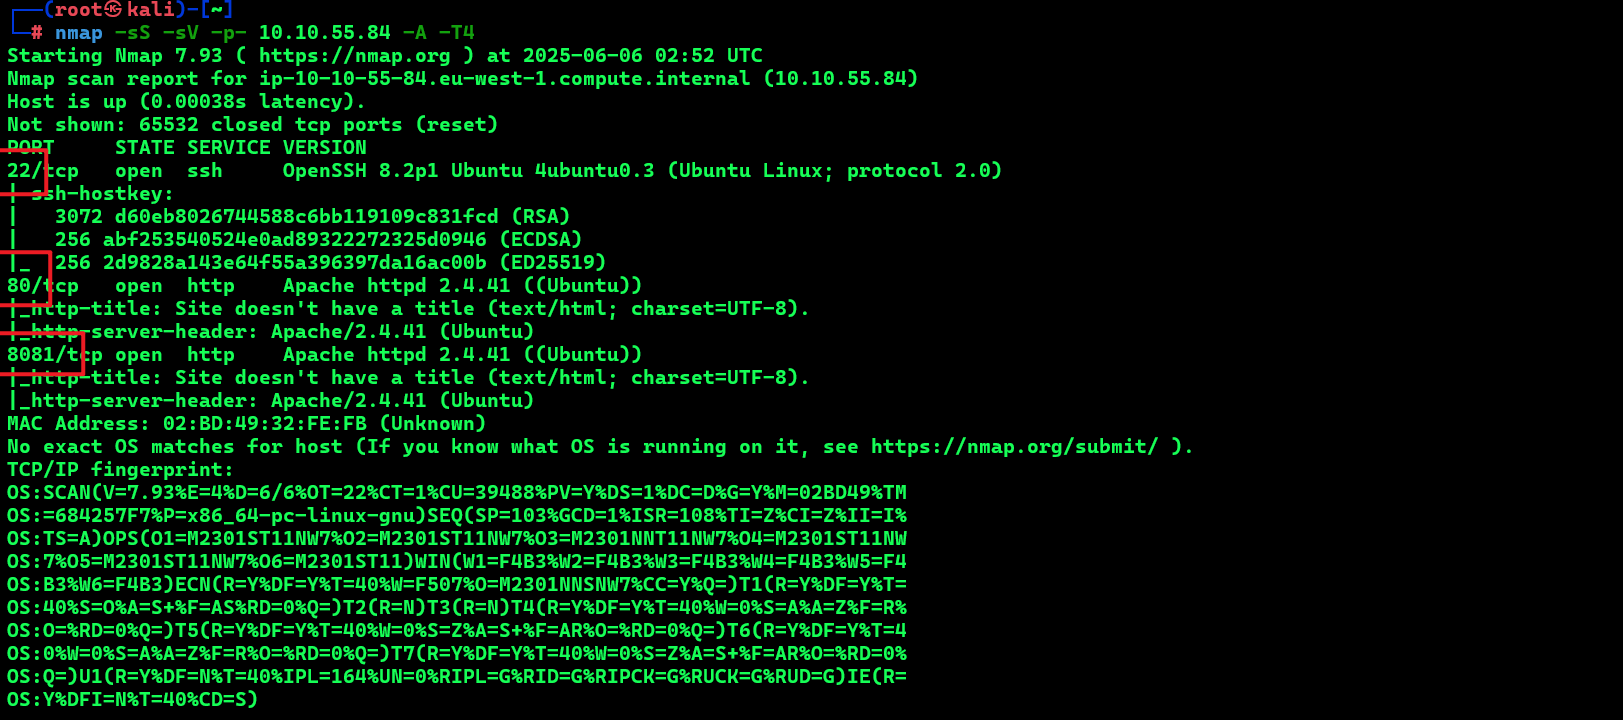 ┌──(root㉿kali)-[~]
└─# nmap -sS -sV -p- 10.10.55.84 -A -T4
Starting Nmap 7.93 ( https://nmap.org ) at 2025-06-06 02:52 UTC
Nmap scan report for ip-10-10-55-84.eu-west-1.compute.internal (10.10.55.84)
Host is up (0.00038s latency).
Not shown: 65532 closed tcp ports (reset)
PORT     STATE SERVICE VERSION
22/tcp   open  ssh     OpenSSH 8.2p1 Ubuntu 4ubuntu0.3 (Ubuntu Linux; protocol 2.0)
| ssh-hostkey:
|   3072 d60eb8026744588c6bb119109c831fcd (RSA)
|   256 abf253540524e0ad89322272325d0946 (ECDSA)
|_  256 2d9828a143e64f55a396397da16ac00b (ED25519)
80/tcp   open  http    Apache httpd 2.4.41 ((Ubuntu))
|_http-title: Site doesn't have a title (text/html; charset=UTF-8).
|_http-server-header: Apache/2.4.41 (Ubuntu)
8081/tcp open  http    Apache httpd 2.4.41 ((Ubuntu))
|_http-title: Site doesn't have a title (text/html; charset=UTF-8).
|_http-server-header: Apache/2.4.41 (Ubuntu)
MAC Address: 02:BD:49:32:FE:FB (Unknown)
No exact OS matches for host (If you know what OS is running on it, see https://nmap.org/submit/ ).
TCP/IP fingerprint:
OS:SCAN(V=7.93%E=4%D=6/6%OT=22%CT=1%CU=39488%PV=Y%DS=1%DC=D%G=Y%M=02BD49%TM
OS:=684257F7%P=x86_64-pc-linux-gnu)SEQ(SP=103%GCD=1%ISR=108%TI=Z%CI=Z%II=I%
OS:TS=A)OPS(O1=M2301ST11NW7%O2=M2301ST11NW7%O3=M2301NNT11NW7%O4=M2301ST11NW
OS:7%O5=M2301ST11NW7%O6=M2301ST11)WIN(W1=F4B3%W2=F4B3%W3=F4B3%W4=F4B3%W5=F4
OS:B3%W6=F4B3)ECN(R=Y%DF=Y%T=40%W=F507%O=M2301NNSNW7%CC=Y%Q=)T1(R=Y%DF=Y%T=
OS:40%S=O%A=S+%F=AS%RD=0%Q=)T2(R=N)T3(R=N)T4(R=Y%DF=Y%T=40%W=0%S=A%A=Z%F=R%
OS:O=%RD=0%Q=)T5(R=Y%DF=Y%T=40%W=0%S=Z%A=S+%F=AR%O=%RD=0%Q=)T6(R=Y%DF=Y%T=4
OS:0%W=0%S=A%A=Z%F=R%O=%RD=0%Q=)T7(R=Y%DF=Y%T=40%W=0%S=Z%A=S+%F=AR%O=%RD=0%
OS:Q=)U1(R=Y%DF=N%T=40%IPL=164%UN=0%RIPL=G%RID=G%RIPCK=G%RUCK=G%RUD=G)IE(R=
OS:Y%DFI=N%T=40%CD=S)